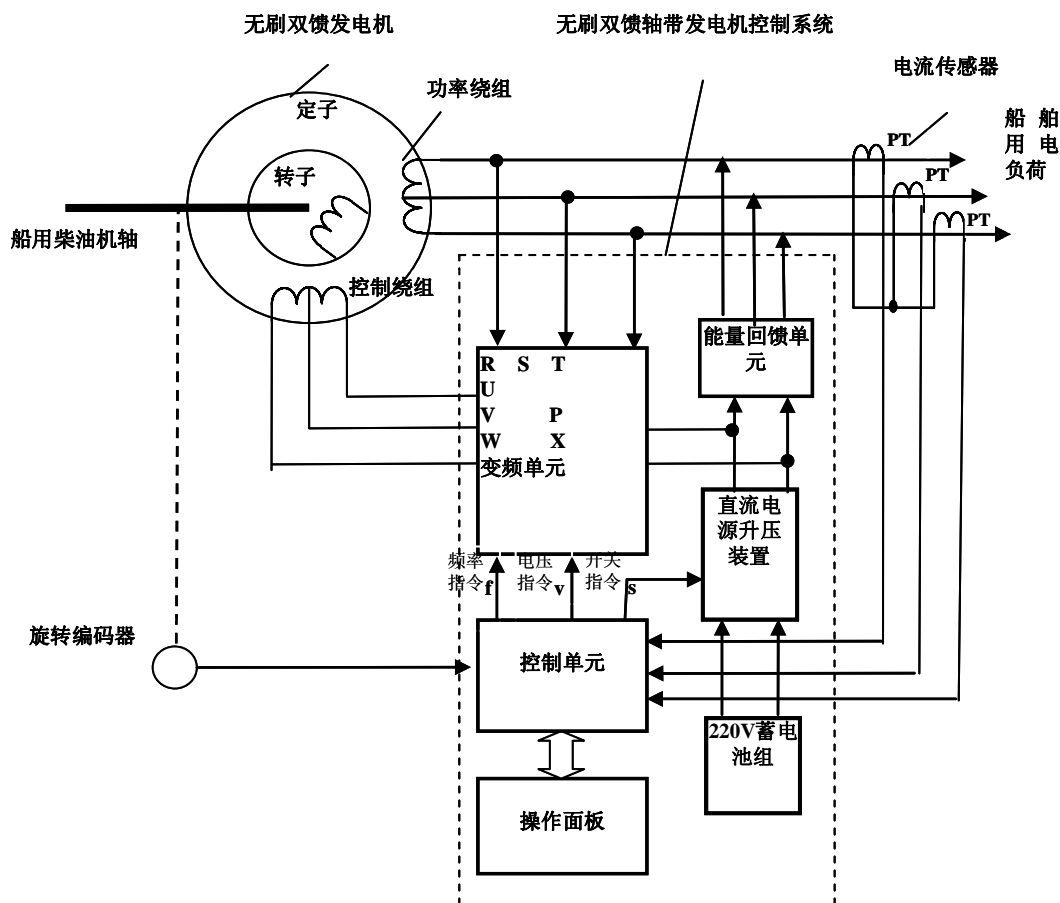 无刷双馈发电机
无刷双馈轴带发电机控制系统
电流传感器
功率绕组
定子
船 舶
用 电
负荷
PT
PT
PT
转子
船用柴油机轴
控制绕组
能量回馈单
元
R S T
U
V P
W X
变频单元
直流电
源升压
装置
频率
指令f
电压
指令v
开关
指令s
旋转编码器
控制单元
220V蓄电
池组
操作面板